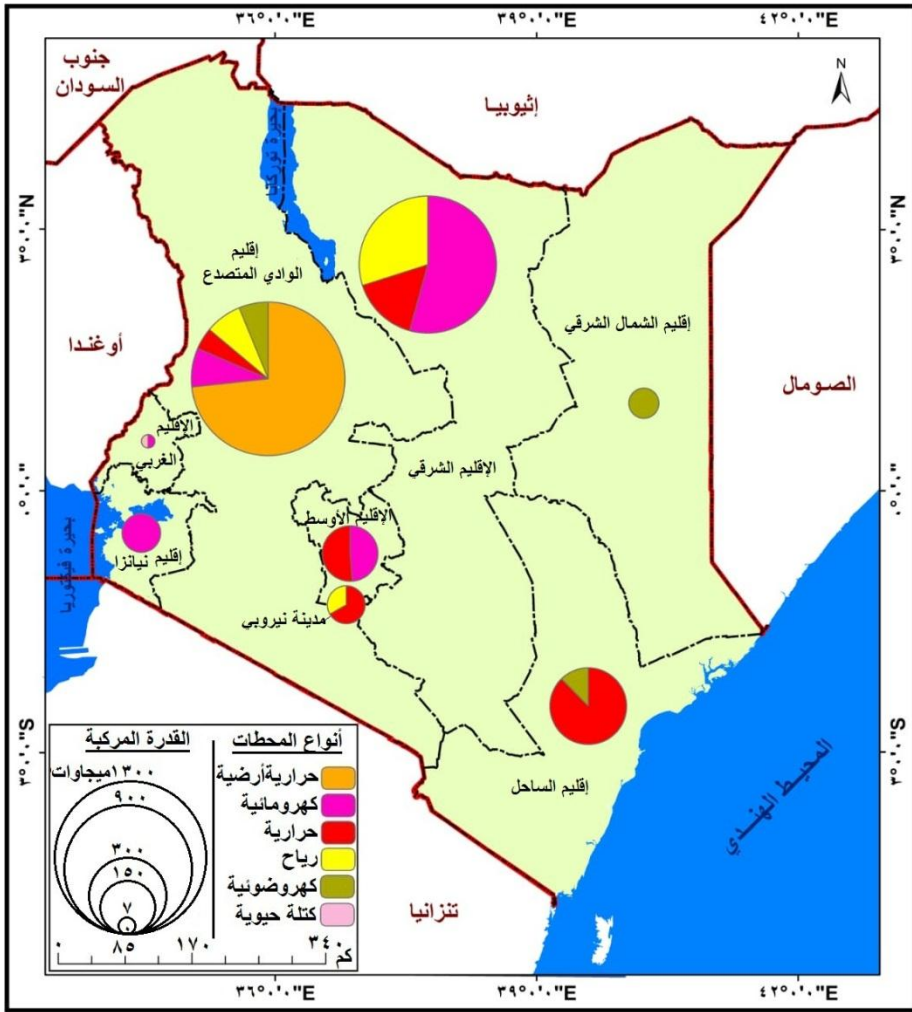 ٣٦°٠'٠"E
٣٩°٠'٠"E
٤٢°٠'٠"E
N
جنوب
السودان
إثيوبيا
بحيرة توركانا
٣°٠'٠"N
٣°٠'٠"N
إقليم
الوادي المتصدع
إقليم الشمال الشرقي
أوغندا
الصومال
الإقليم
الغربي
الإقليم الشرقي
٠°٠'٠"
٠°٠'٠"
الإقليم الأوسط
إقليم نيانزا
بحيرة فيكتوريا
مدينة نيروبي
المحيط الهندي
٣°٠'٠"S
٣°٠'٠"S
إقليم الساحل
تنزانيا
أنواع المحطات
حراريةأرضية
كهرومائية
حرارية
رياح
كهروضوئية
كتلة حيوية
القدرة المركبة
١٣٠٠ميجاوات
٩٠٠
٣٠٠
١٥٠
٧
٠ ٨٥ ١٧٠ ٣٤٠
كم
٣٦°٠'٠"E
٣٩°٠'٠"E
٤٢°٠'٠"E